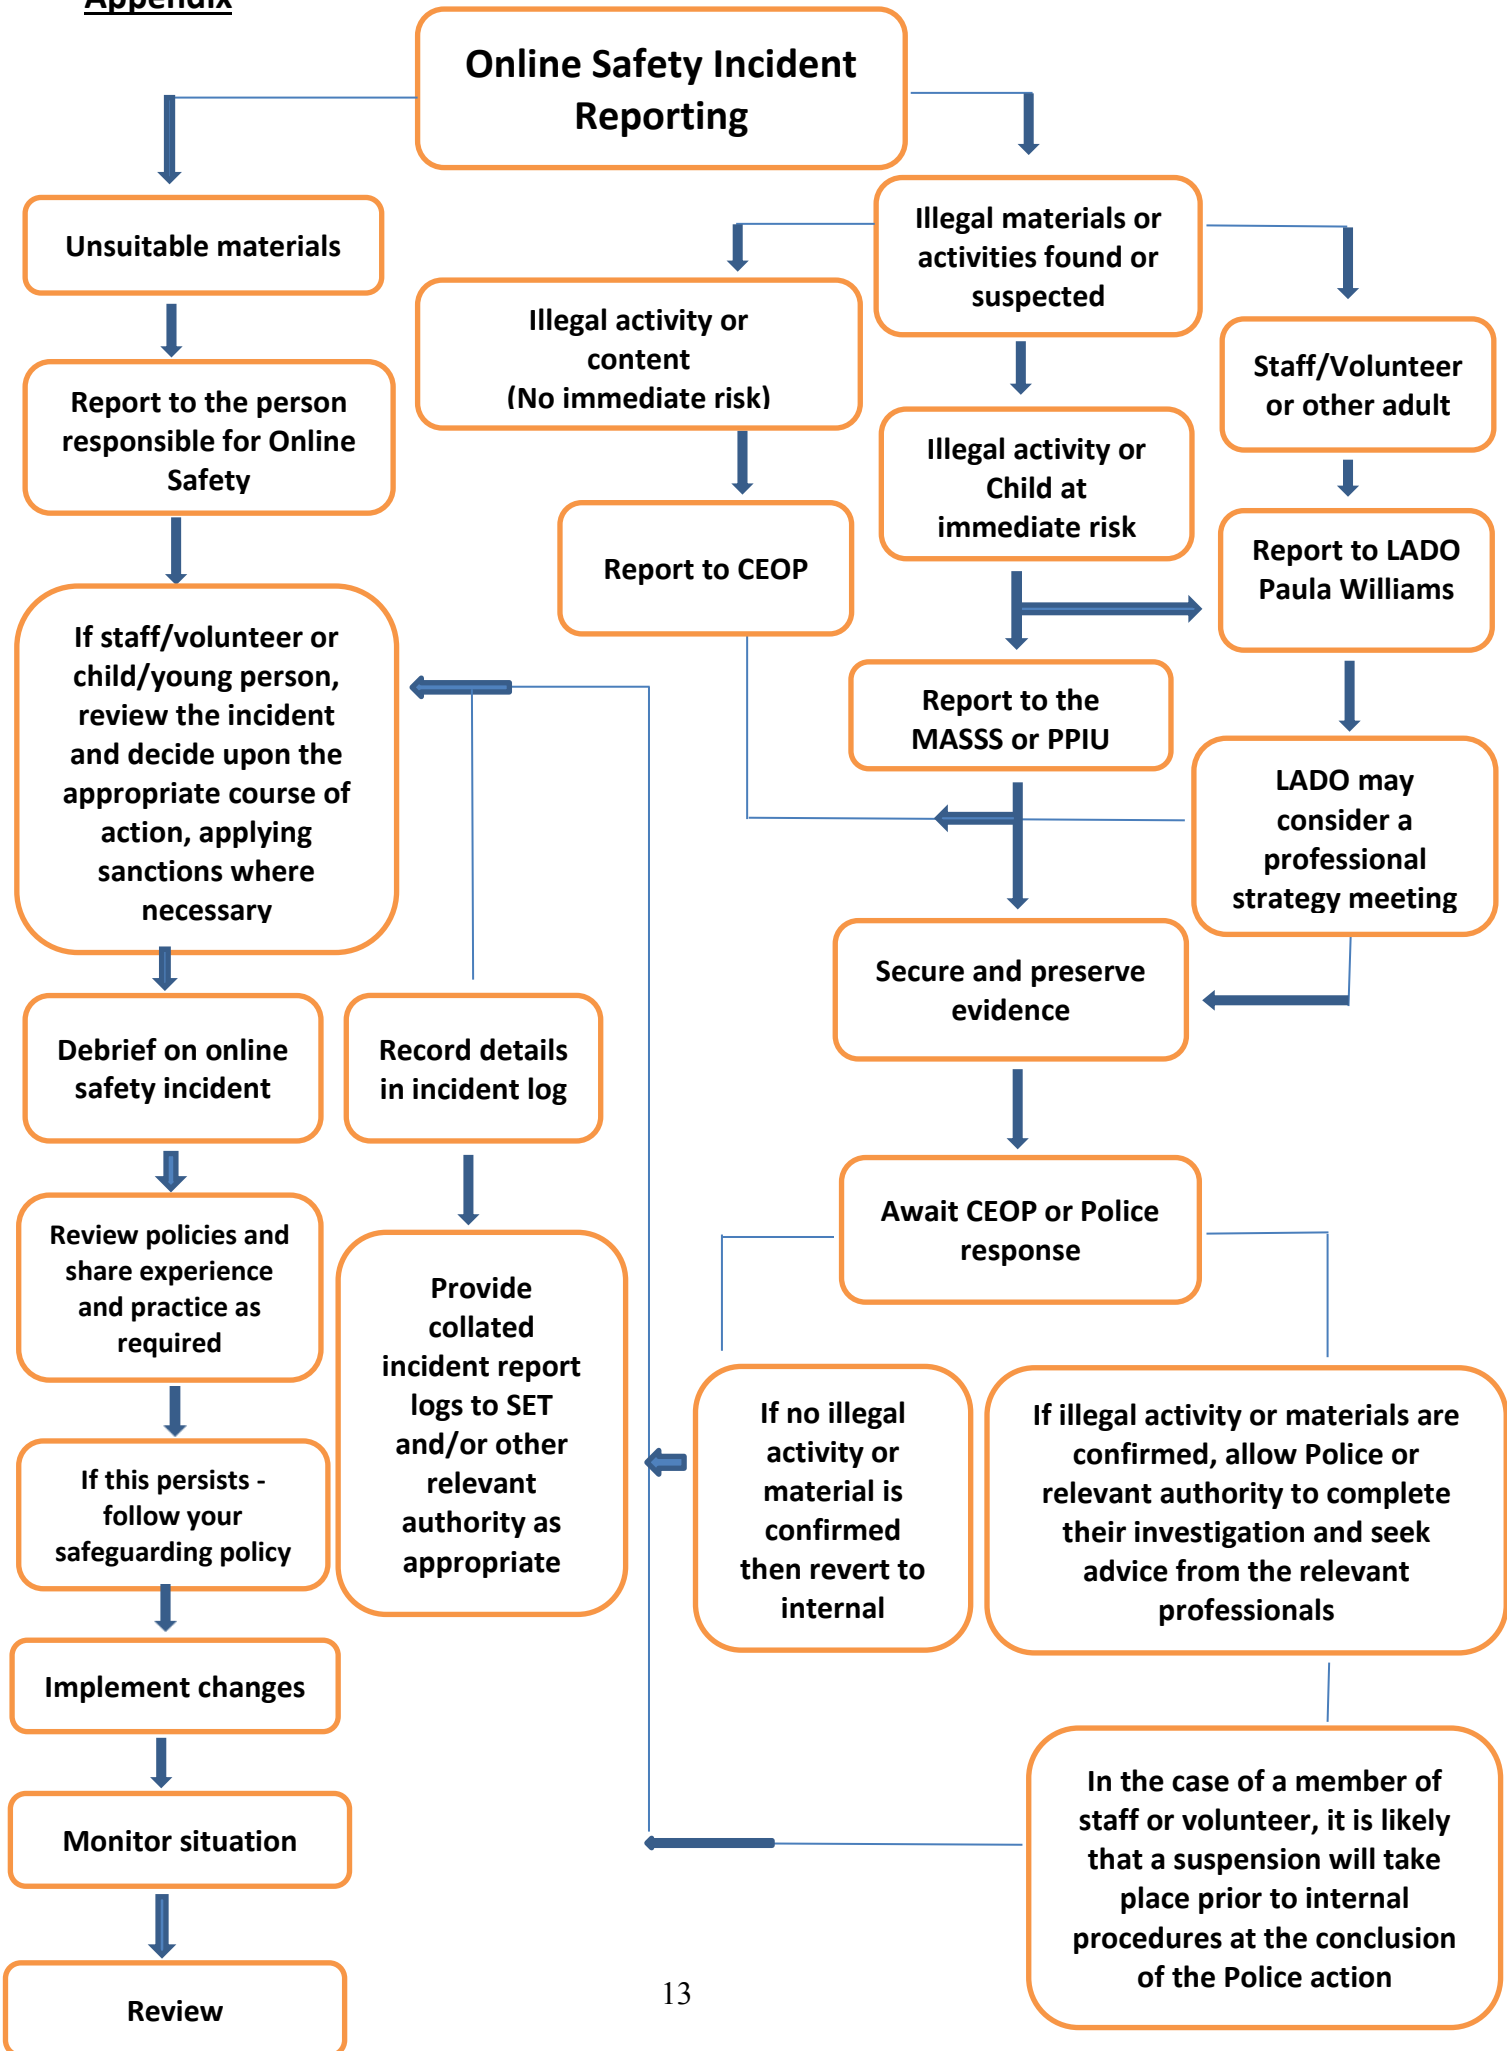 Appendix
Online Safety Incident
Reporting
Unsuitable materials
Illegal materials or
activities found or
suspected
Illegal activity or
content
(No immediate risk)
Staff/Volunteer
or other adult
Report to the person
responsible for Online
Safety
Illegal activity or
Child at
immediate risk
Report to CEOP
Report to LADO
Paula Williams
If staff/volunteer or
child/young person,
review the incident
and decide upon the
appropriate course of
action, applying
sanctions where
necessary
Report to the
MASSS or PPIU
LADO may
consider a
professional
strategy meeting
Secure and preserve
evidence
Debrief on online
safety incident
Record details
in incident log
Await CEOP or Police
response
Review policies and
share experience
and practice as
required
Provide
collated
incident report
logs to SET
and/or other
relevant
authority as
appropriate
If no illegal
activity or
material is
confirmed
then revert to
internal
If illegal activity or materials are
confirmed, allow Police or
relevant authority to complete
their investigation and seek
advice from the relevant
professionals
If this persists -
follow your
safeguarding policy
Implement changes
Monitor situation
In the case of a member of
staff or volunteer, it is likely
that a suspension will take
place prior to internal
procedures at the conclusion
of the Police action
Review
13